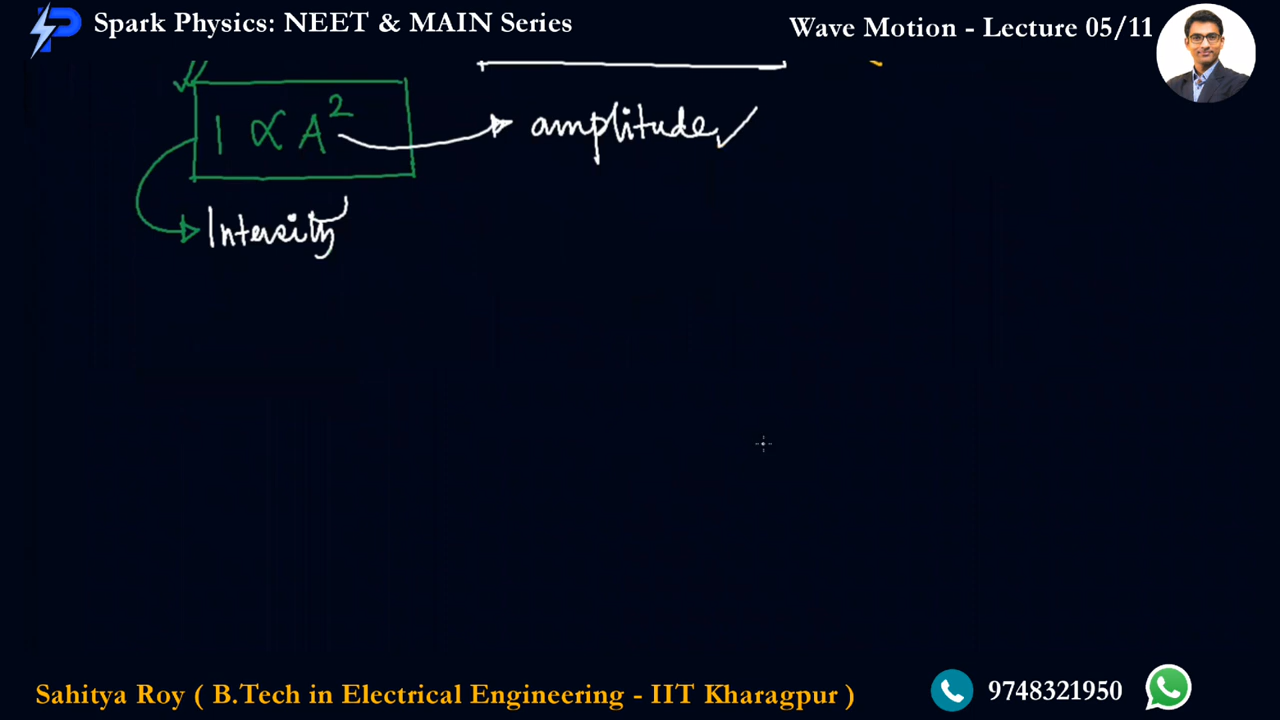 Spark Physics: NEET & MAIN Series
Wave Motion - Lecture 05/11
I ∝ A² amplitude
Intensity
Sahitya Roy ( B.Tech in Electrical Engineering - IIT Kharagpur )
9748321950